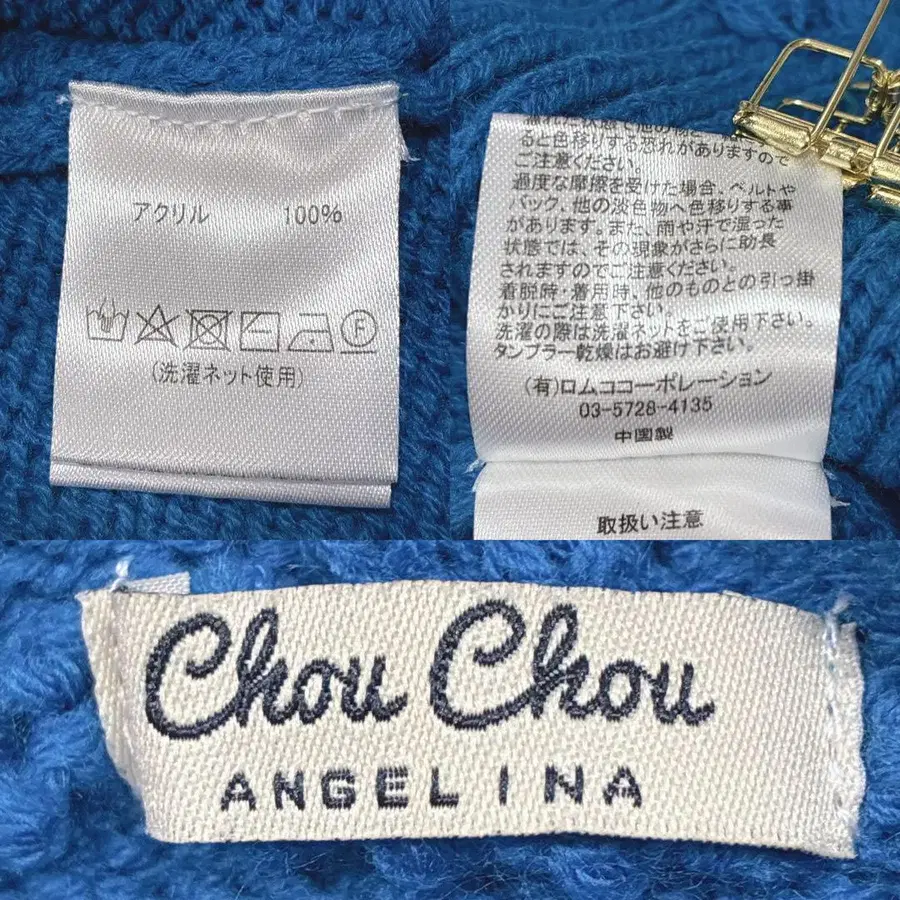 アクリル 100%
F
(洗濯ネット使用)
ると色移りする恐れがありますので
ご注意ください。
過度な摩擦を受けた場合、ベルトや
バック、他の淡色物へ色移りする事
があります。また、雨や汗で湿った
状態では、その現象がさらに助長
されますのでご注意ください。
着脱時・着用時、他のものとの引っ掛
かりにご注意下さい。
洗濯の際は洗濯ネットをご使用下さい。
タンブラー乾燥はお避け下さい。
(有)ロムココーポレーション
03-5728-4135
中国製
取扱い注意
Chou Chou
ANGELINA